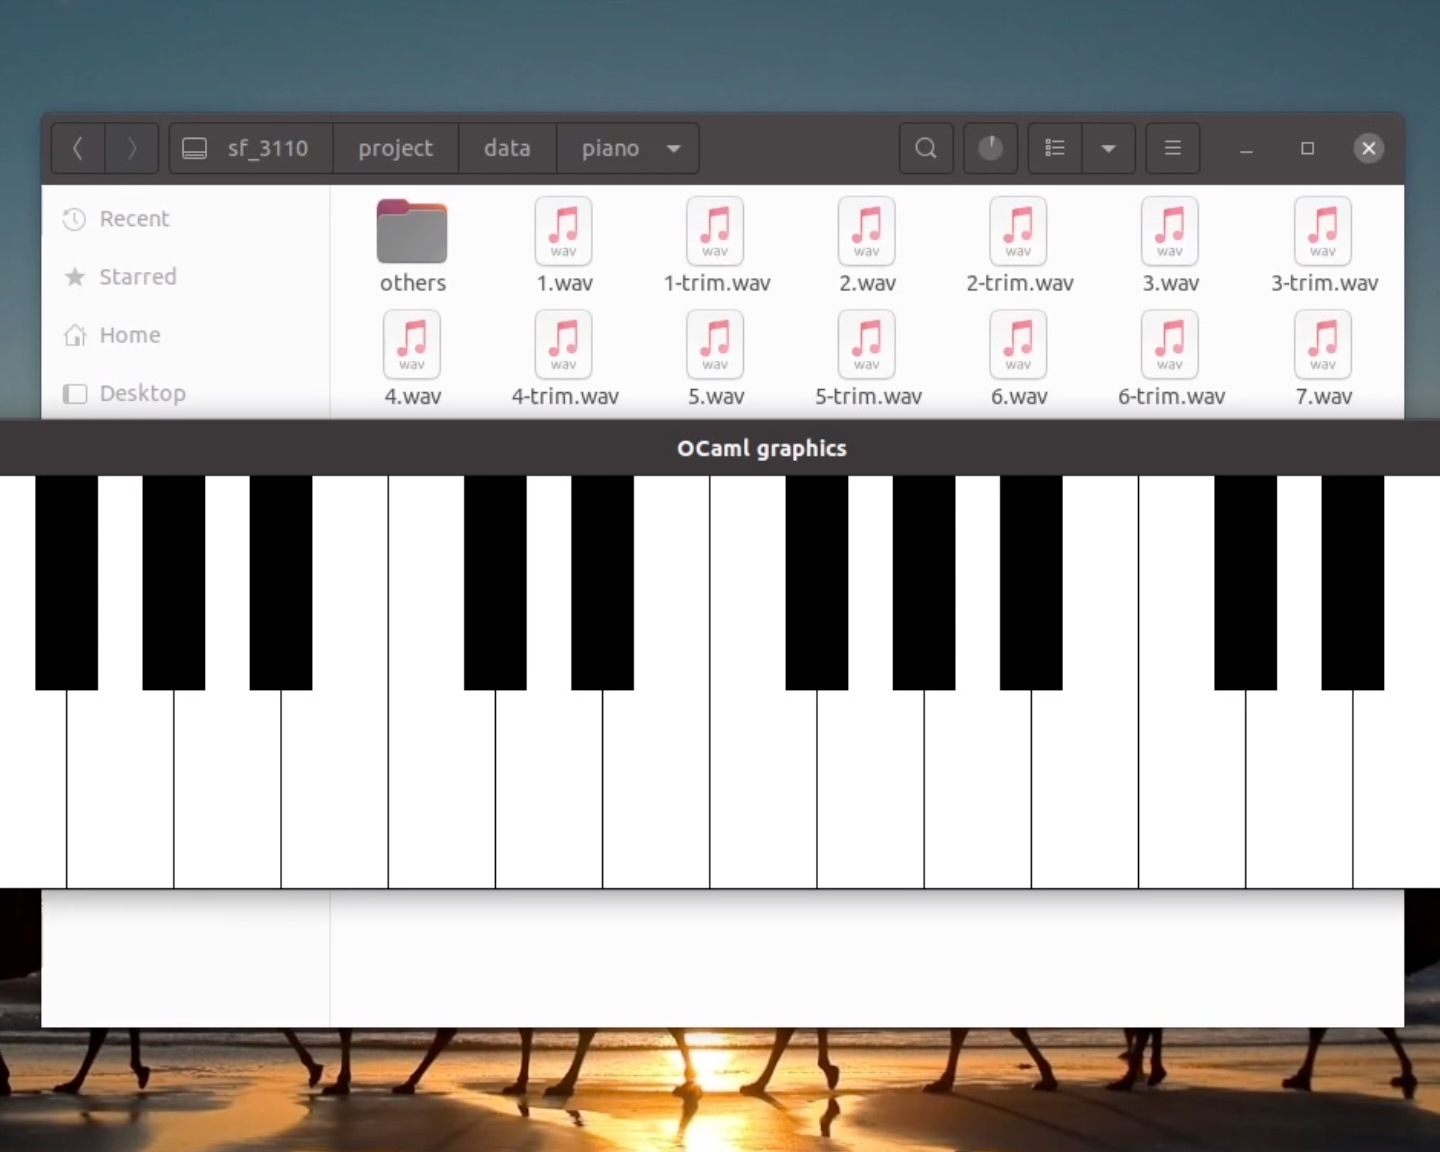 sf_3110 project data piano
Recent
Starred
Home
Desktop
wav wav wav wav wav wav
others 1.wav 1-trim.wav 2.wav 2-trim.wav 3.wav 3-trim.wav
wav wav wav wav wav wav wav
4.wav 4-trim.wav 5.wav 5-trim.wav 6.wav 6-trim.wav 7.wav
OCaml graphics